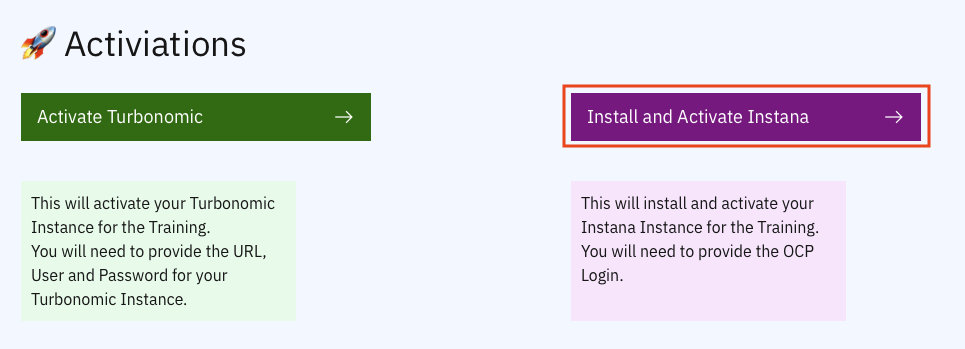 🚀 Activiations
Activate Turbonomic →
Install and Activate Instana →
This will activate your Turbonomic
Instance for the Training.
You will need to provide the URL,
User and Password for your
Turbonomic Instance.
This will install and activate your
Instana Instance for the Training.
You will need to provide the OCP
Login.